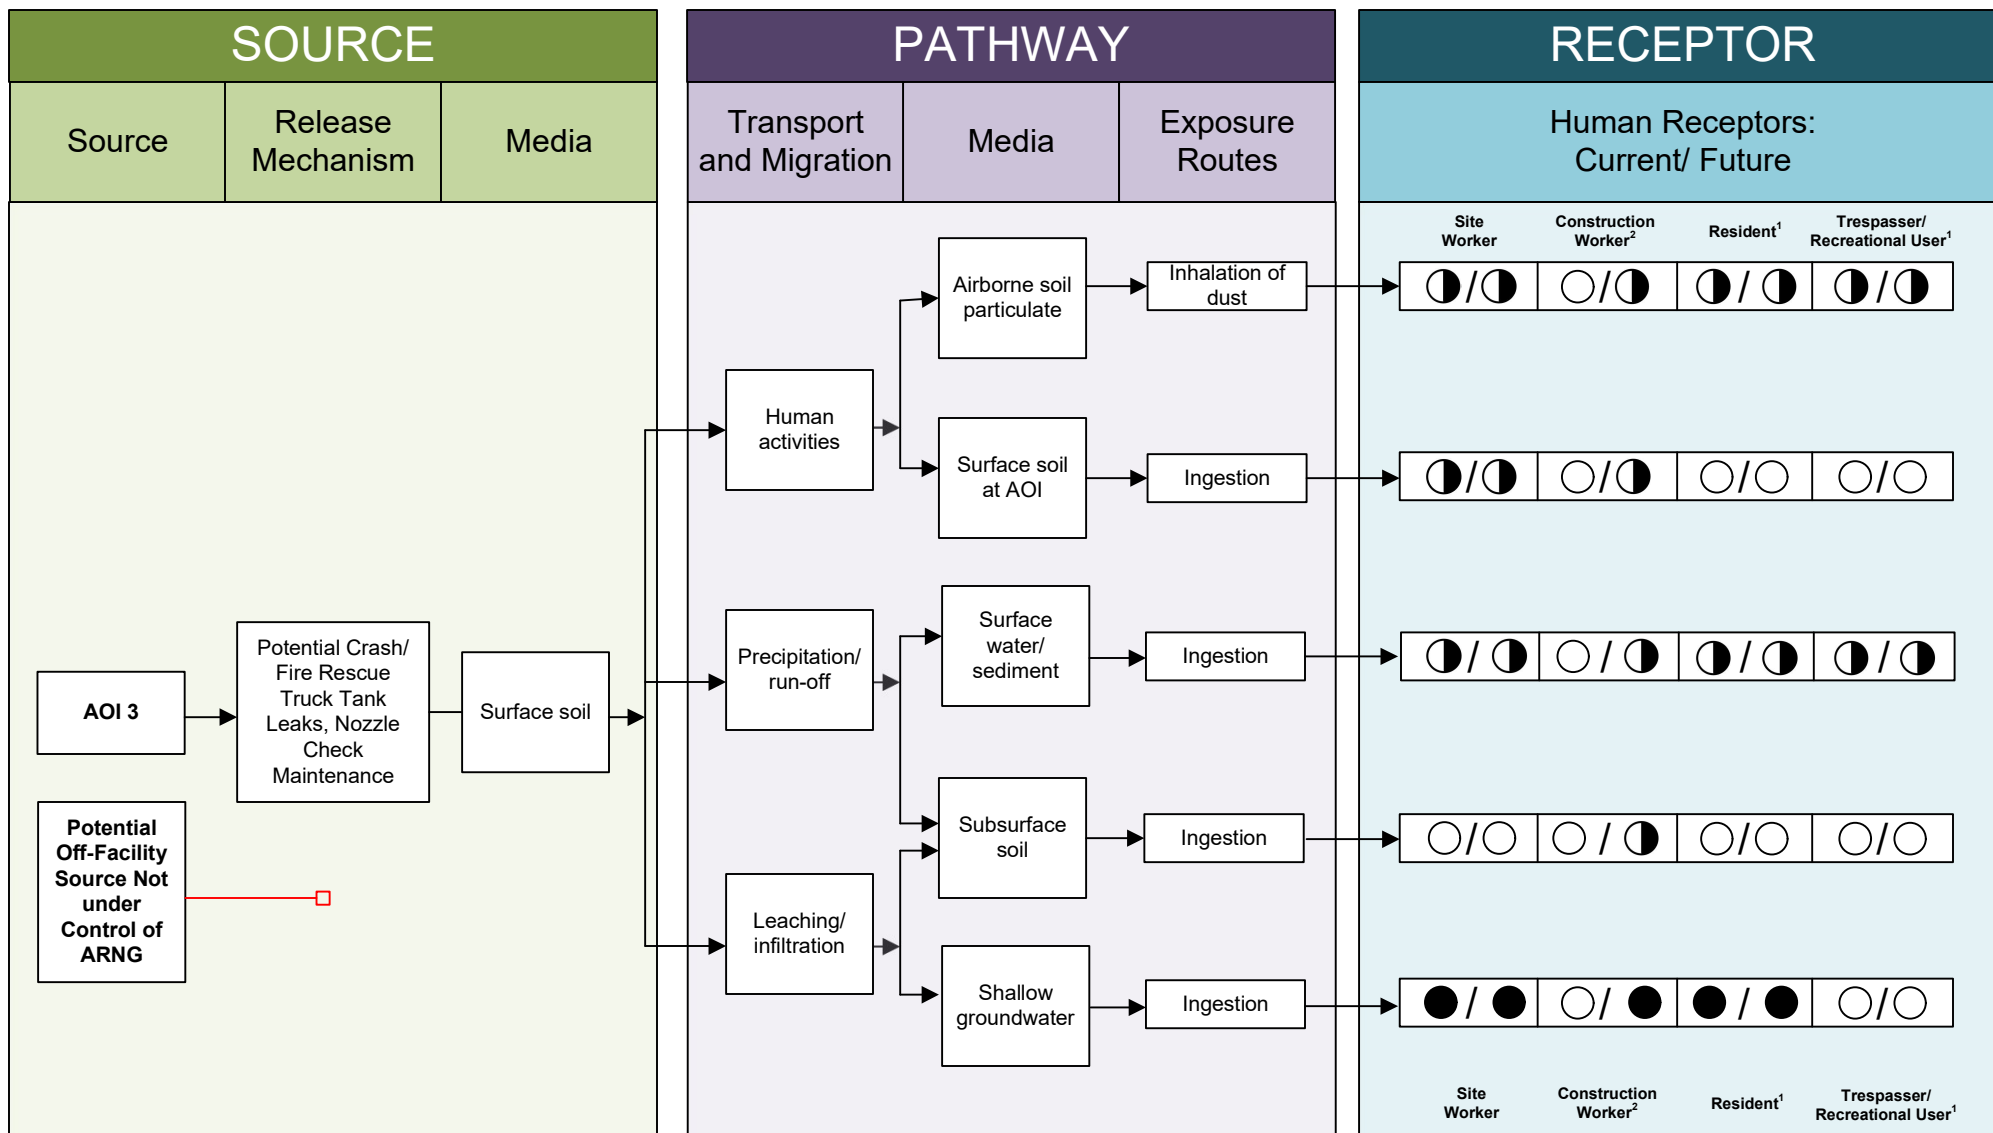 SOURCE
PATHWAY
RECEPTOR
Source
Release
Mechanism
Media
Transport
and Migration
Media
Exposure
Routes
Human Receptors:
Current/ Future
Site
Worker
Construction
Worker²
Resident¹
Trespasser/
Recreational User¹
Airborne soil
particulate
Inhalation of
dust
/
/
/
/
Human
activities
Surface soil
at AOI
Ingestion
/
/
/
/
AOI 3
Potential Crash/
Fire Rescue
Truck Tank
Leaks, Nozzle
Check
Maintenance
Surface soil
Precipitation/
run-off
Surface
water/
sediment
Ingestion
/
/
/
/
Potential
Off-Facility
Source Not
under
Control of
ARNG
Subsurface
soil
Ingestion
/
/
/
/
Leaching/
infiltration
Shallow
groundwater
Ingestion
/
/
/
/
Site
Worker
Construction
Worker²
Resident¹
Trespasser/
Recreational User¹